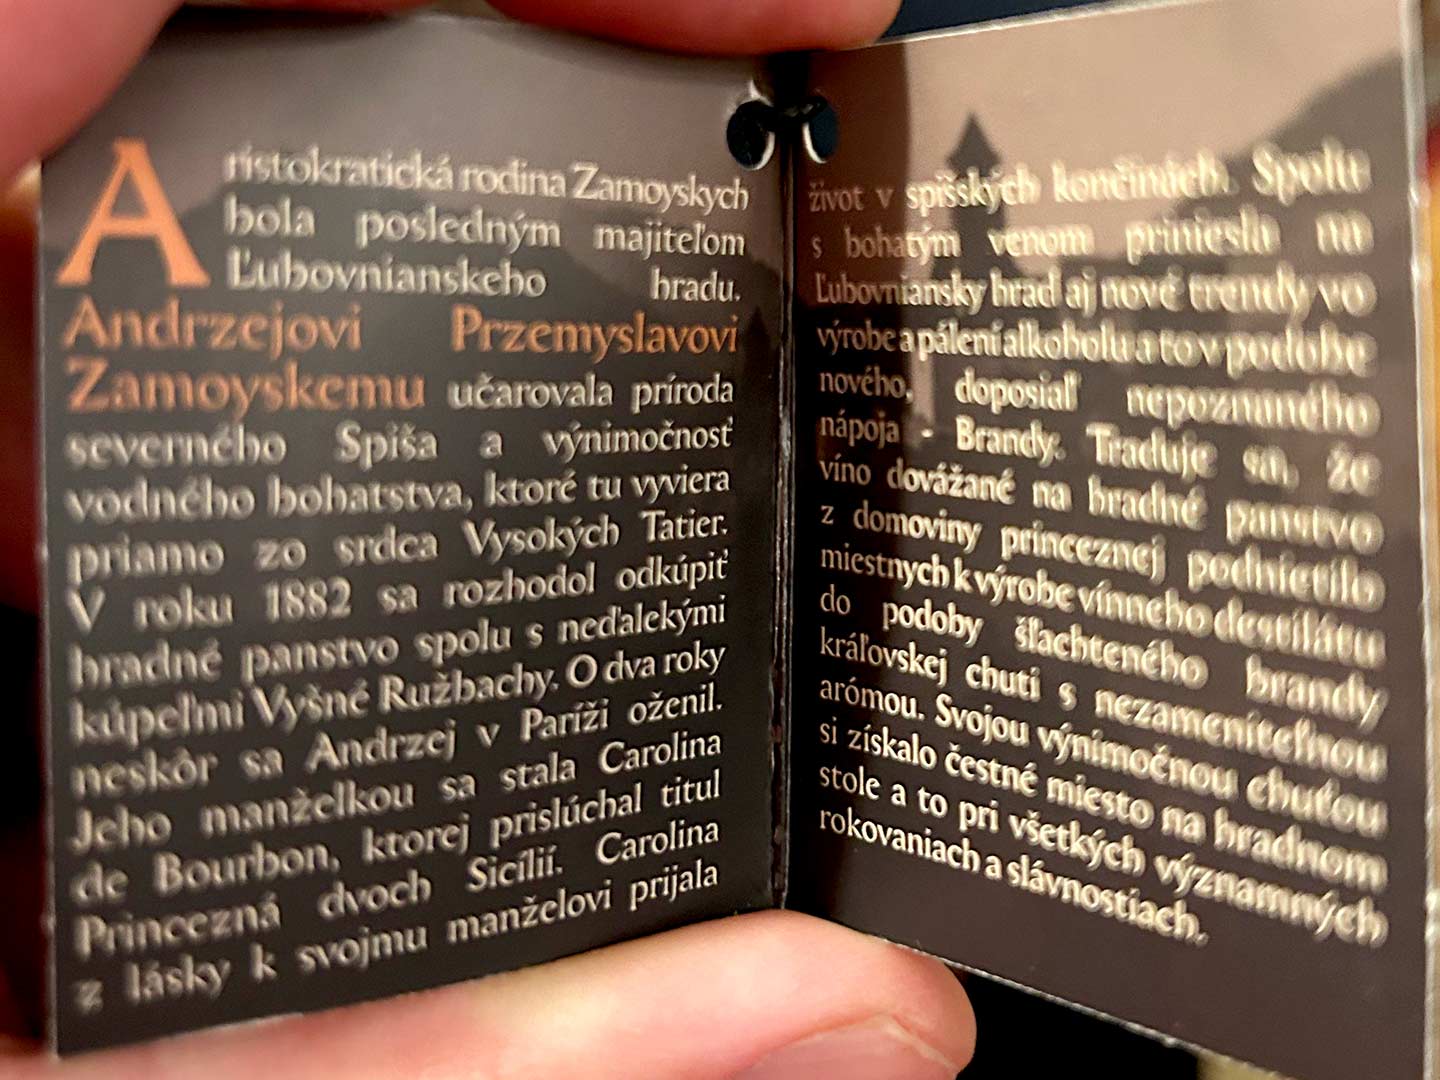 Aristokratická rodina Zamoyskych
bola posledným majiteľom
Ľubovnianskeho hradu.
Andrzejovi Przemyslavovi
Zamoyskemu učarovala príroda
severného Spiša a výnimočnosť
vodného bohatstva, ktoré tu vyviera
priamo zo srdca Vysokých Tatier.
V roku 1882 sa rozhodol odkúpiť
hradné panstvo spolu s neďalekými
kúpeľmi Vyšné Ružbachy. O dva roky
neskôr sa Andrzej v Paríži oženil.
Jeho manželkou sa stala Carolina
de Bourbon, ktorej prislúchal titul
Princezná dvoch Sicílií. Carolina
z lásky k svojmu manželovi prijala
život v spišských končinách. Spolu
s bohatým venom priniesla na
Ľubovniansky hrad aj nové trendy vo
výrobe a pálení alkoholu a to v podobe
nového, doposiaľ nepoznaného
nápoja - Brandy. Traduje sa, že
víno dovážané na hradné panstvo
z domoviny princeznej podnietilo
miestnych k výrobe vínneho destilátu
do podoby šľachteného brandy
kráľovskej chuti s nezameniteľnou
arómou. Svojou výnimočnou chuťou
si získalo čestné miesto na hradnom
stole a to pri všetkých významných
rokovaniach a slávnostiach.